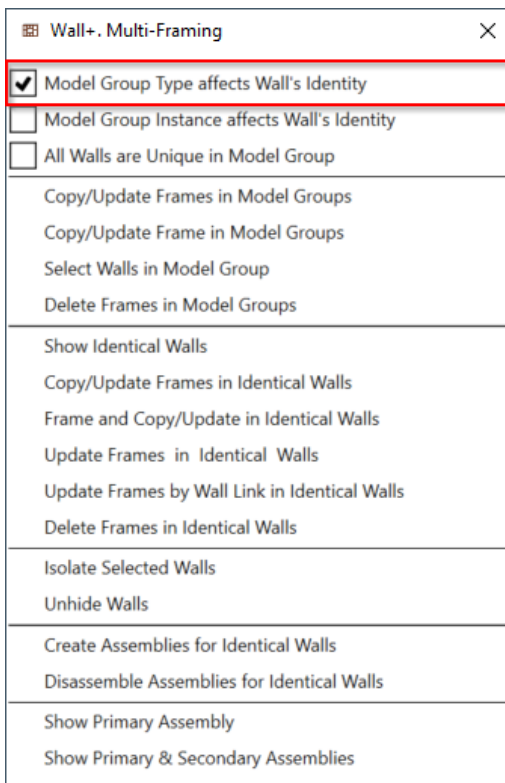 Wall+. Multi-Framing
Model Group Type affects Wall's Identity
Model Group Instance affects Wall's Identity
All Walls are Unique in Model Group
Copy/Update Frames in Model Groups
Copy/Update Frame in Model Groups
Select Walls in Model Group
Delete Frames in Model Groups
Show Identical Walls
Copy/Update Frames in Identical Walls
Frame and Copy/Update in Identical Walls
Update Frames in Identical Walls
Update Frames by Wall Link in Identical Walls
Delete Frames in Identical Walls
Isolate Selected Walls
Unhide Walls
Create Assemblies for Identical Walls
Disassemble Assemblies for Identical Walls
Show Primary Assembly
Show Primary & Secondary Assemblies